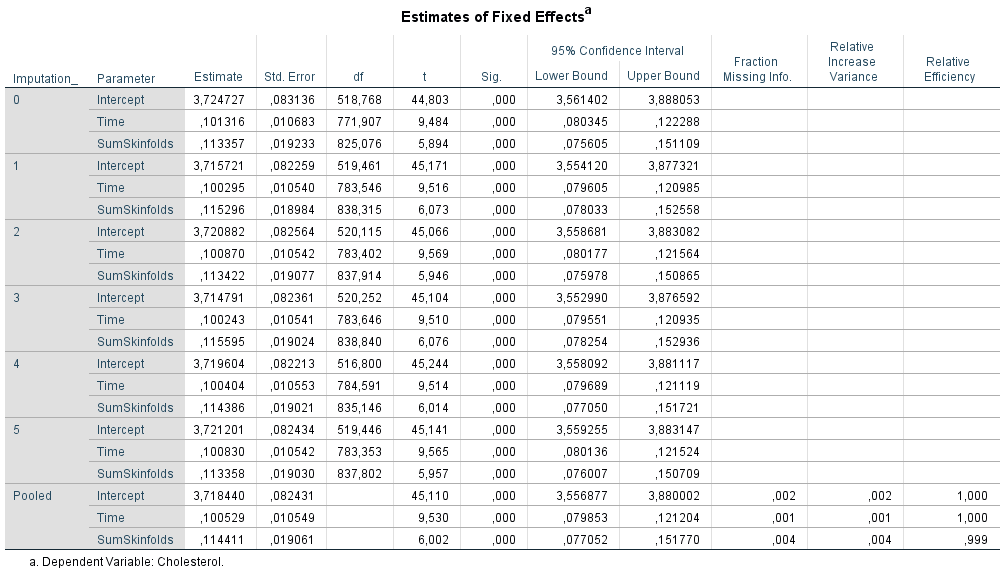 Estimates of Fixed Effects^a
95% Confidence Interval
Imputation_ Parameter Estimate Std. Error df t Sig. Lower Bound Upper Bound Fraction Missing Info. Relative Increase Variance Relative Efficiency
0 Intercept 3,724727 ,083136 518,768 44,803 ,000 3,561402 3,888053
Time ,101316 ,010683 771,907 9,484 ,000 ,080345 ,122288
SumSkinfolds ,113357 ,019233 825,076 5,894 ,000 ,075605 ,151109
1 Intercept 3,715721 ,082259 519,461 45,171 ,000 3,554120 3,877321
Time ,100295 ,010540 783,546 9,516 ,000 ,079605 ,120985
SumSkinfolds ,115296 ,018984 838,315 6,073 ,000 ,078033 ,152558
2 Intercept 3,720882 ,082564 520,115 45,066 ,000 3,558681 3,883082
Time ,100870 ,010542 783,402 9,569 ,000 ,080177 ,121564
SumSkinfolds ,113422 ,019077 837,914 5,946 ,000 ,075978 ,150865
3 Intercept 3,714791 ,082361 520,252 45,104 ,000 3,552990 3,876592
Time ,100243 ,010541 783,646 9,510 ,000 ,079551 ,120935
SumSkinfolds ,115595 ,019024 838,840 6,076 ,000 ,078254 ,152936
4 Intercept 3,719604 ,082213 516,800 45,244 ,000 3,558092 3,881117
Time ,100404 ,010553 784,591 9,514 ,000 ,079689 ,121119
SumSkinfolds ,114386 ,019021 835,146 6,014 ,000 ,077050 ,151721
5 Intercept 3,721201 ,082434 519,446 45,141 ,000 3,559255 3,883147
Time ,100830 ,010542 783,353 9,565 ,000 ,080136 ,121524
SumSkinfolds ,113358 ,019030 837,802 5,957 ,000 ,076007 ,150709
Pooled Intercept 3,718440 ,082431 45,110 ,000 3,556877 3,880002 ,002 ,002 1,000
Time ,100529 ,010549 9,530 ,000 ,079853 ,121204 ,001 ,001 1,000
SumSkinfolds ,114411 ,019061 6,002 ,000 ,077052 ,151770 ,004 ,004 ,999
a. Dependent Variable: Cholesterol.